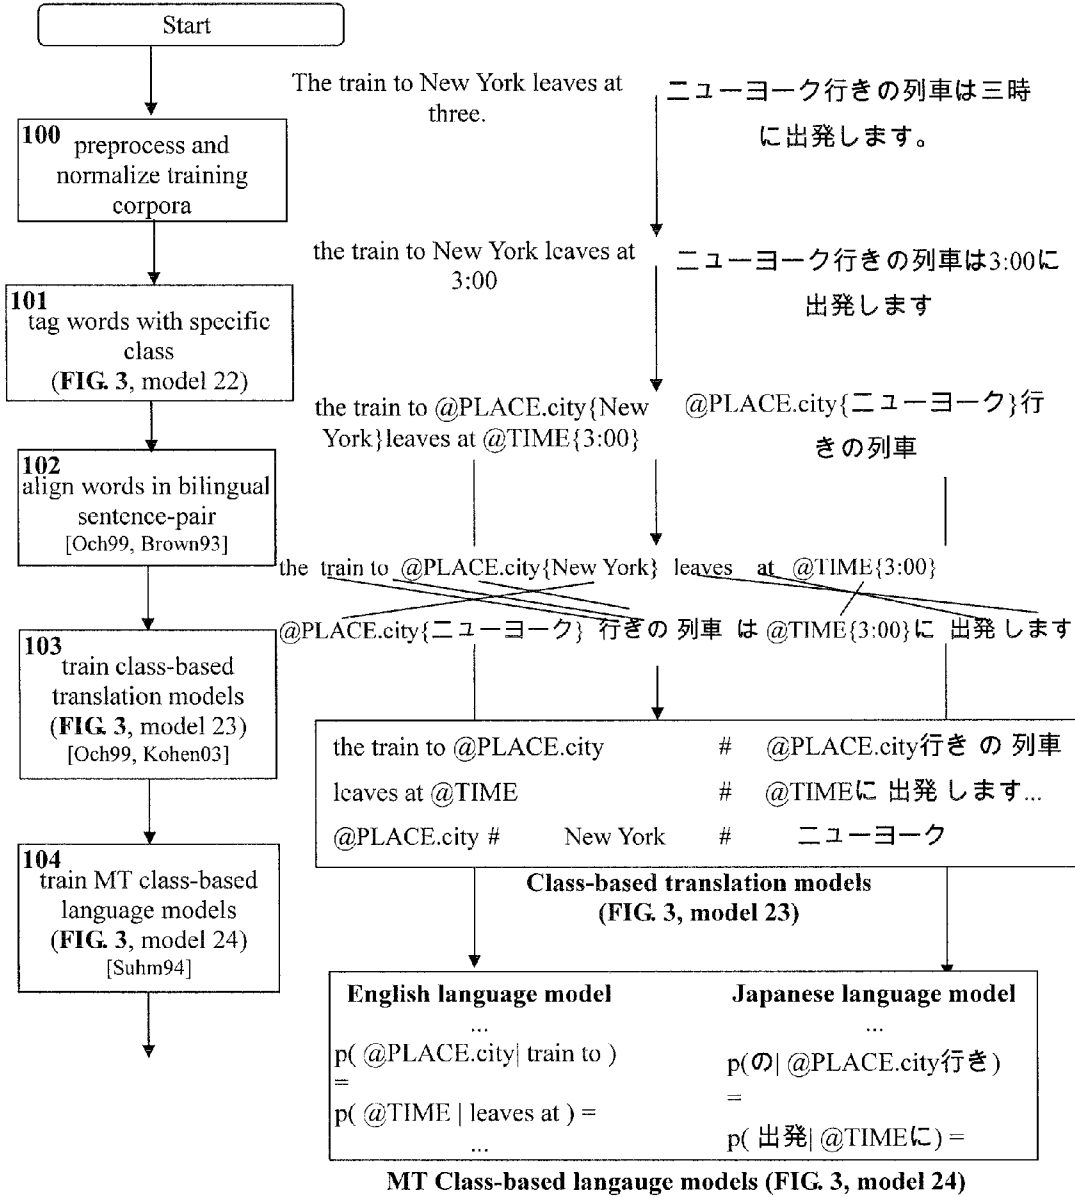 Start
100
preprocess and
normalize training
corpora
101
tag words with specific
class
(FIG. 3, model 22)
102
align words in bilingual
sentence-pair
[Och99, Brown93]
103
train class-based
translation models
(FIG. 3, model 23)
[Och99, Kohen03]
104
train MT class-based
language models
(FIG. 3, model 24)
[Suhm94]
The train to New York leaves at
three.
ニューヨーク行きの列車は三時
に出発します。
the train to New York leaves at
3:00
ニューヨーク行きの列車は3:00に
出発します
the train to @PLACE.city{New
York}leaves at @TIME{3:00}
@PLACE.city{ニューヨーク}行
きの列車
the train to @PLACE.city{New York} leaves at @TIME{3:00}
@PLACE.city{ニューヨーク} 行きの 列車 は @TIME{3:00}に 出発 します
the train to @PLACE.city # @PLACE.city行き の 列車
leaves at @TIME # @TIMEに 出発 します...
@PLACE.city # New York # ニューヨーク
Class-based translation models
(FIG. 3, model 23)
English language model
...
p( @PLACE.city| train to )
=
p( @TIME | leaves at ) =
...
Japanese language model
...
p(の| @PLACE.city行き)
=
p( 出発| @TIMEに) =
MT Class-based langauge models (FIG. 3, model 24)